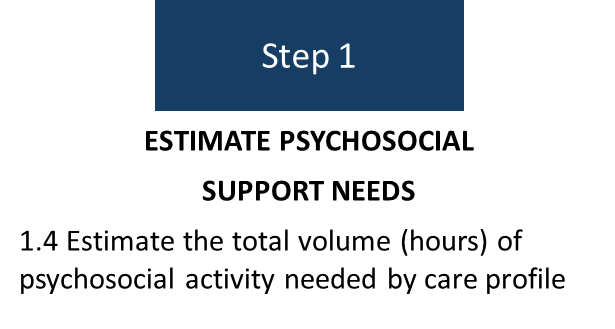 Step 1
ESTIMATE PSYCHOSOCIAL
SUPPORT NEEDS
1.4 Estimate the total volume (hours) of
psychosocial activity needed by care profile